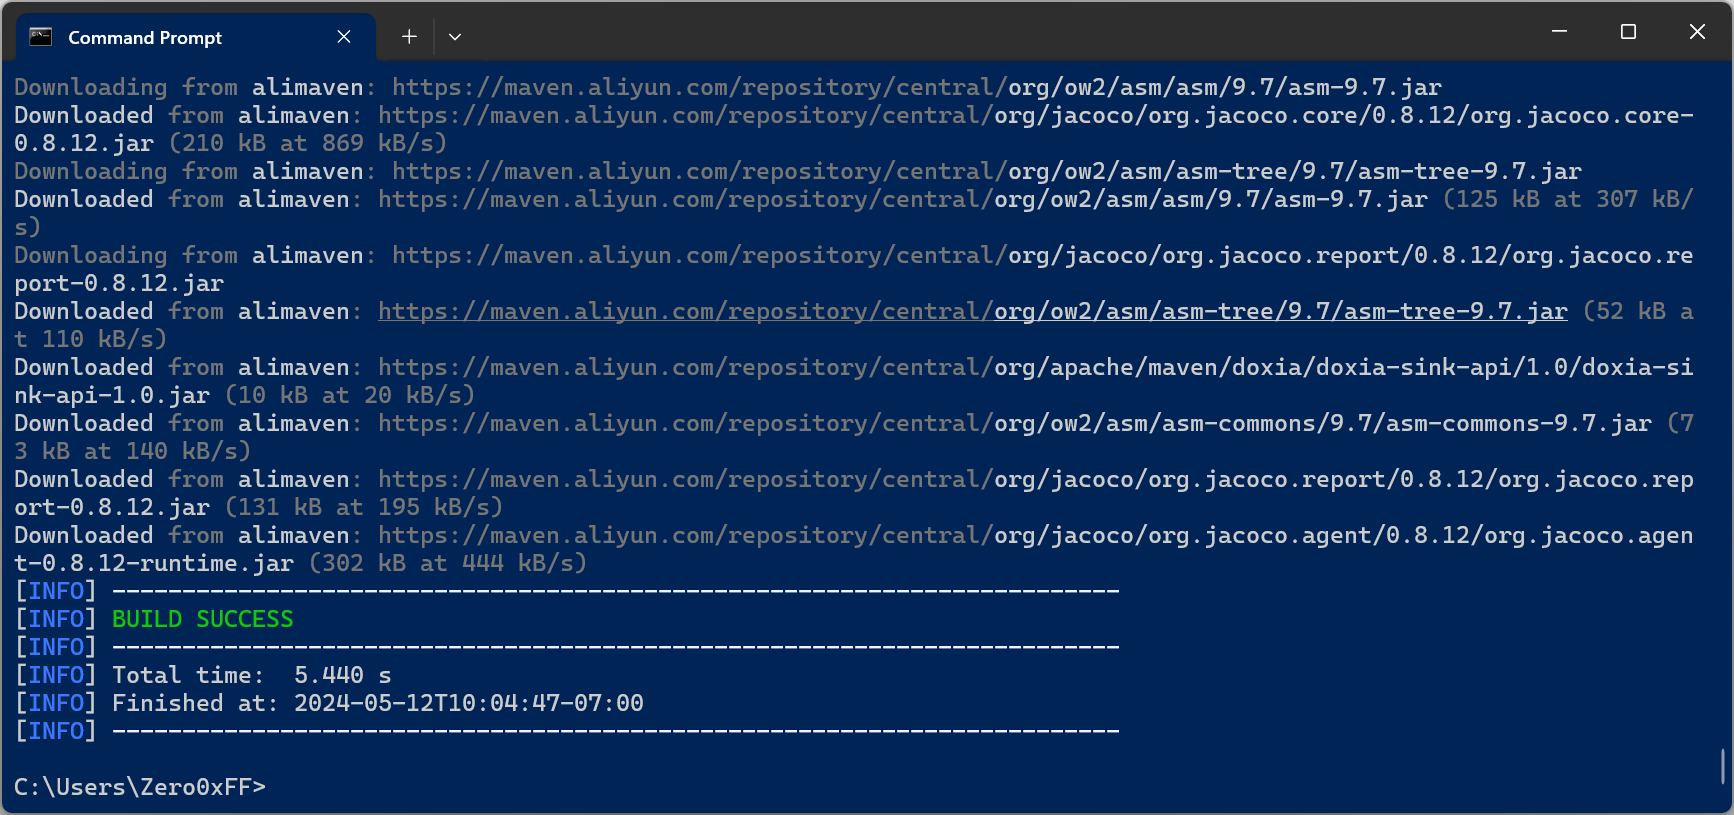 Command Prompt
Downloading from alimaven: https://maven.aliyun.com/repository/central/org/ow2/asm/asm/9.7/asm-9.7.jar
Downloaded from alimaven: https://maven.aliyun.com/repository/central/org/jacoco/org.jacoco.core/0.8.12/org.jacoco.core-
0.8.12.jar (210 kB at 869 kB/s)
Downloading from alimaven: https://maven.aliyun.com/repository/central/org/ow2/asm/asm-tree/9.7/asm-tree-9.7.jar
Downloaded from alimaven: https://maven.aliyun.com/repository/central/org/ow2/asm/asm/9.7/asm-9.7.jar (125 kB at 307 kB/
s)
Downloading from alimaven: https://maven.aliyun.com/repository/central/org/jacoco/org.jacoco.report/0.8.12/org.jacoco.re
port-0.8.12.jar
Downloaded from alimaven: https://maven.aliyun.com/repository/central/org/ow2/asm/asm-tree/9.7/asm-tree-9.7.jar (52 kB a
t 110 kB/s)
Downloaded from alimaven: https://maven.aliyun.com/repository/central/org/apache/maven/doxia/doxia-sink-api/1.0/doxia-si
nk-api-1.0.jar (10 kB at 20 kB/s)
Downloaded from alimaven: https://maven.aliyun.com/repository/central/org/ow2/asm/asm-commons/9.7/asm-commons-9.7.jar (7
3 kB at 140 kB/s)
Downloaded from alimaven: https://maven.aliyun.com/repository/central/org/jacoco/org.jacoco.report/0.8.12/org.jacoco.rep
ort-0.8.12.jar (131 kB at 195 kB/s)
Downloaded from alimaven: https://maven.aliyun.com/repository/central/org/jacoco/org.jacoco.agent/0.8.12/org.jacoco.agen
t-0.8.12-runtime.jar (302 kB at 444 kB/s)
[INFO] ------------------------------------------------------------------------
[INFO] BUILD SUCCESS
[INFO] ------------------------------------------------------------------------
[INFO] Total time:  5.440 s
[INFO] Finished at: 2024-05-12T10:04:47-07:00
[INFO] ------------------------------------------------------------------------
C:\Users\Zero0xFF>